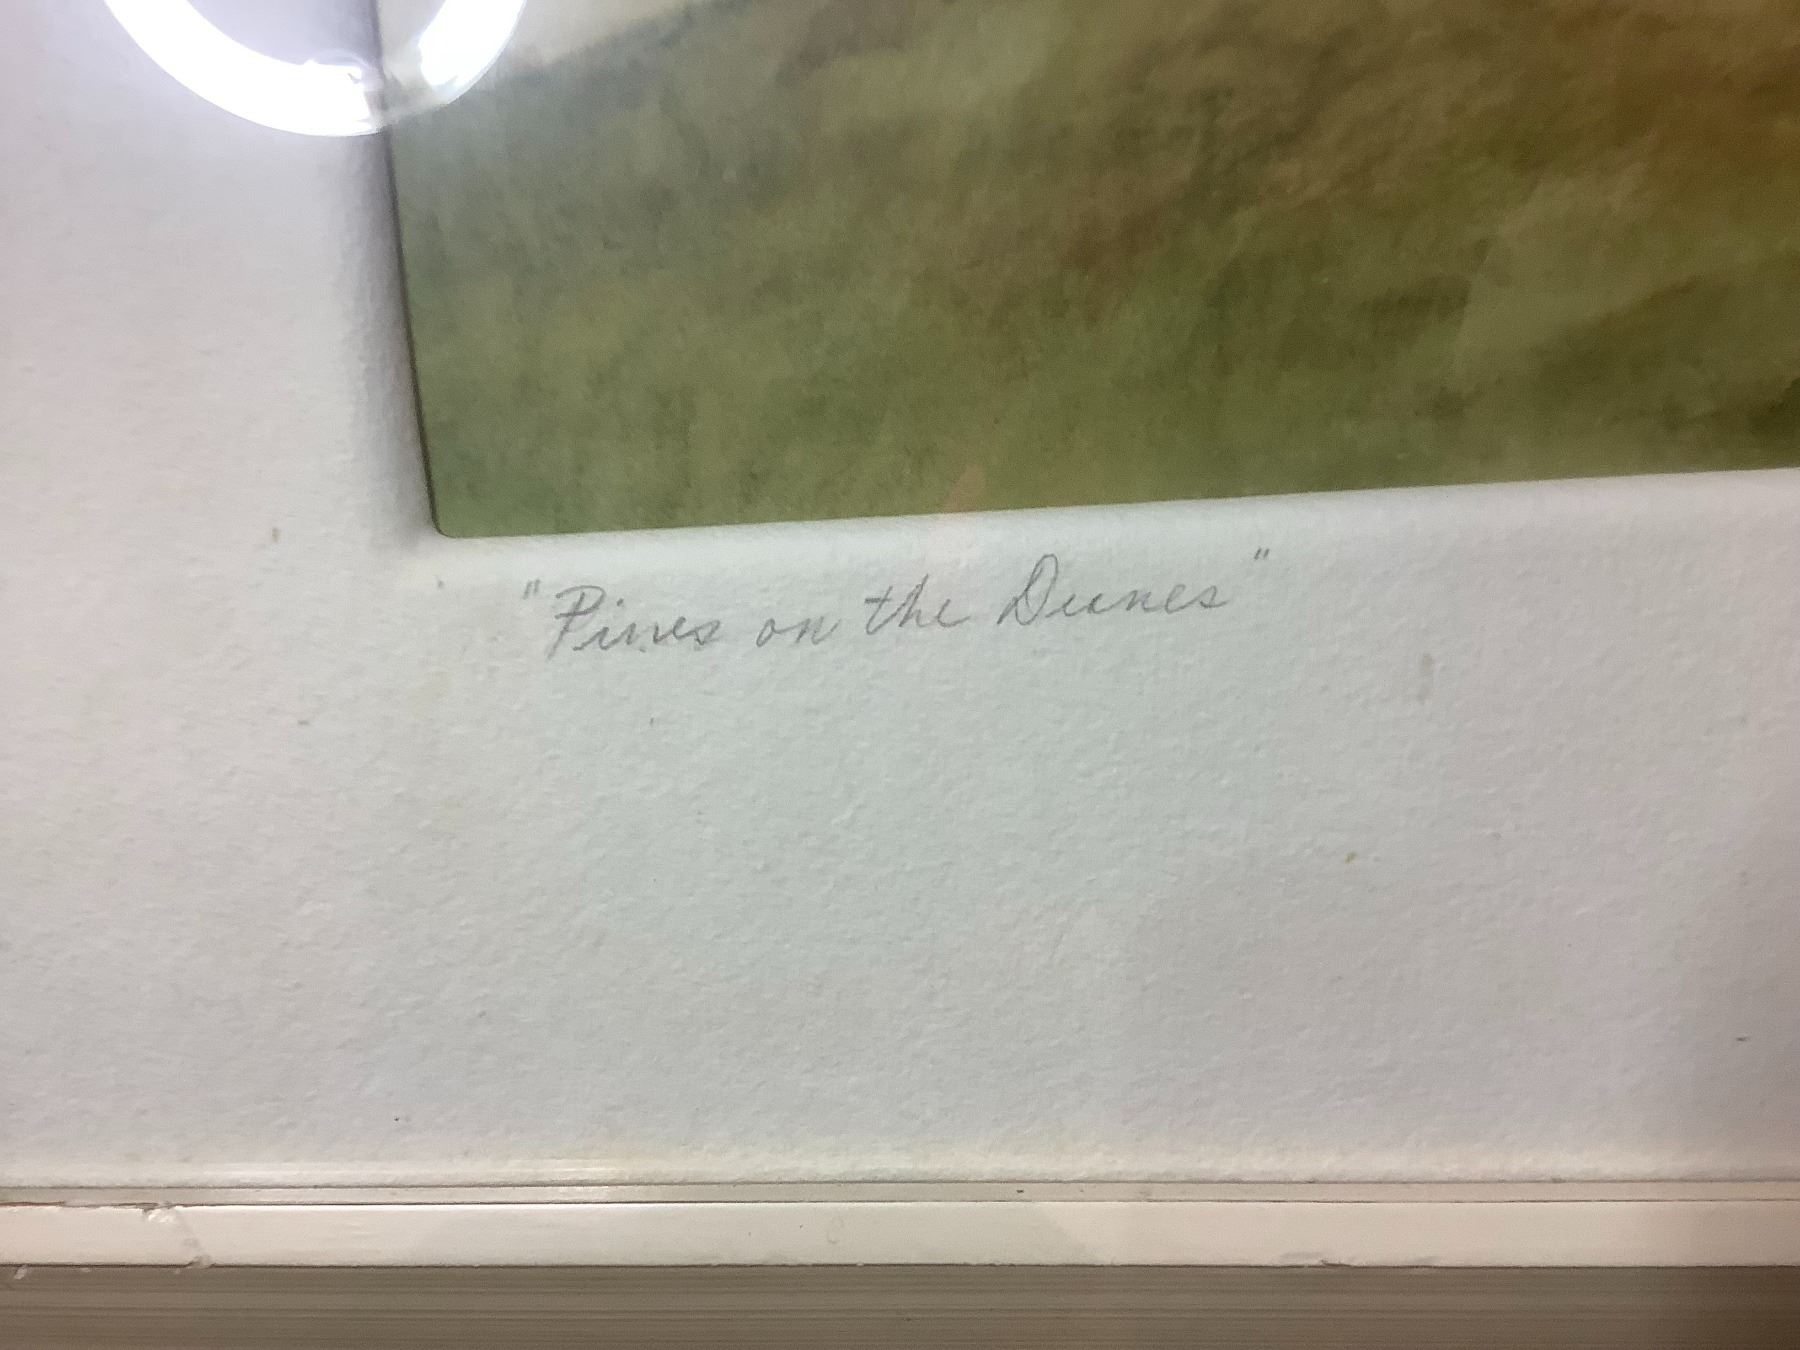 "Pines on the Dunes"